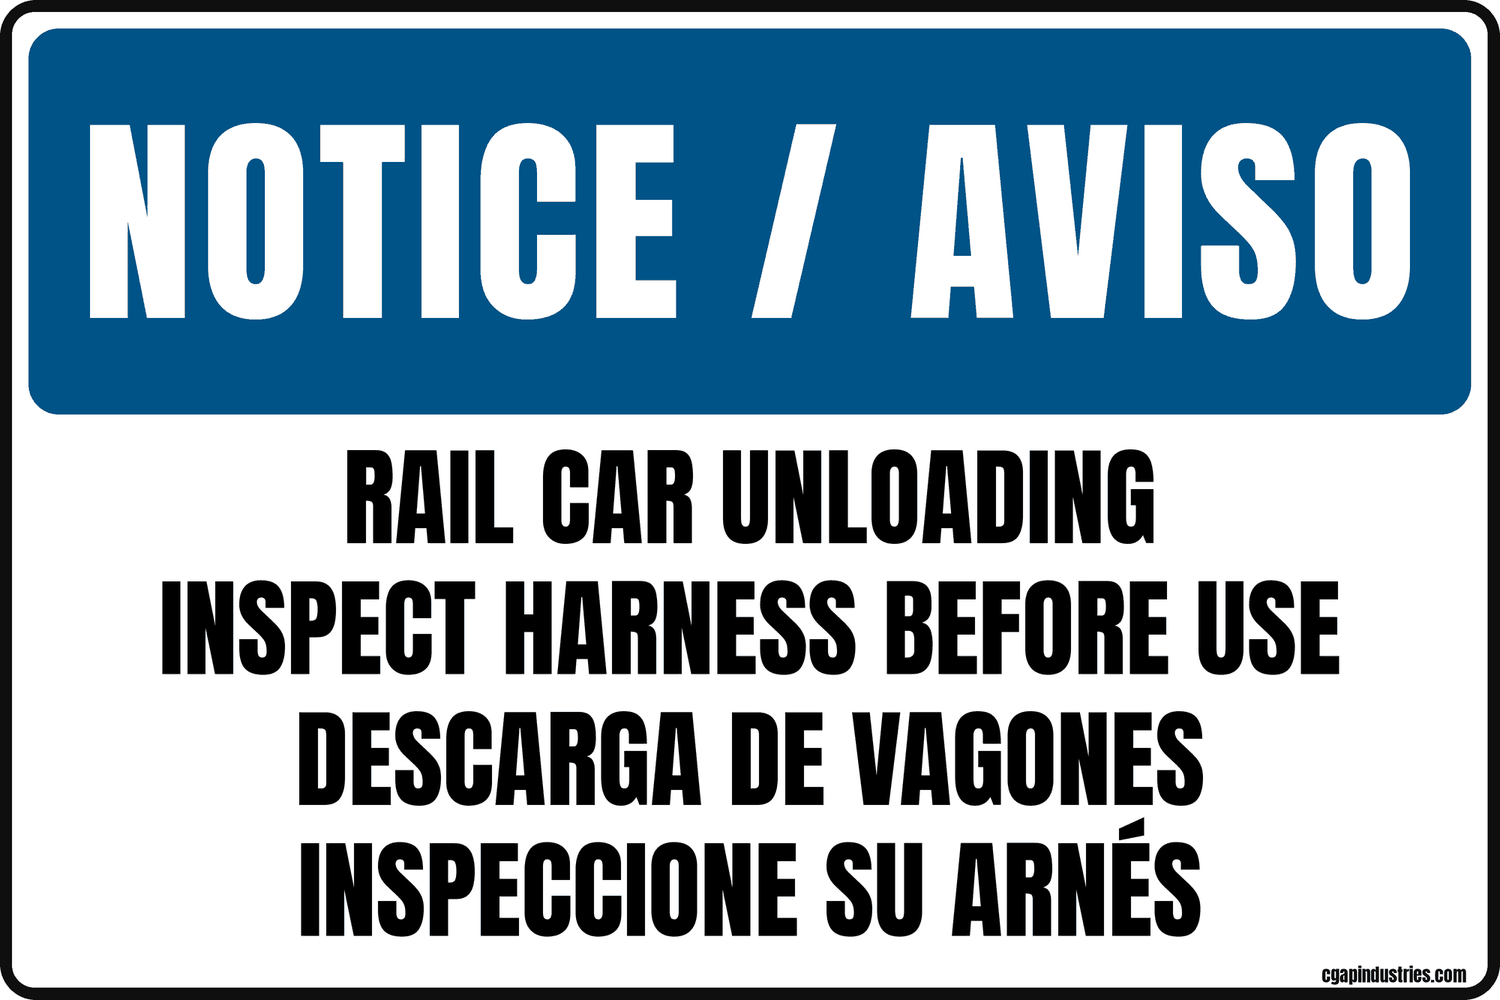 NOTICE / AVISO
RAIL CAR UNLOADING
INSPECT HARNESS BEFORE USE
DESCARGA DE VAGONES
INSPECCIONE SU ARNÉS
cgapindustries.com